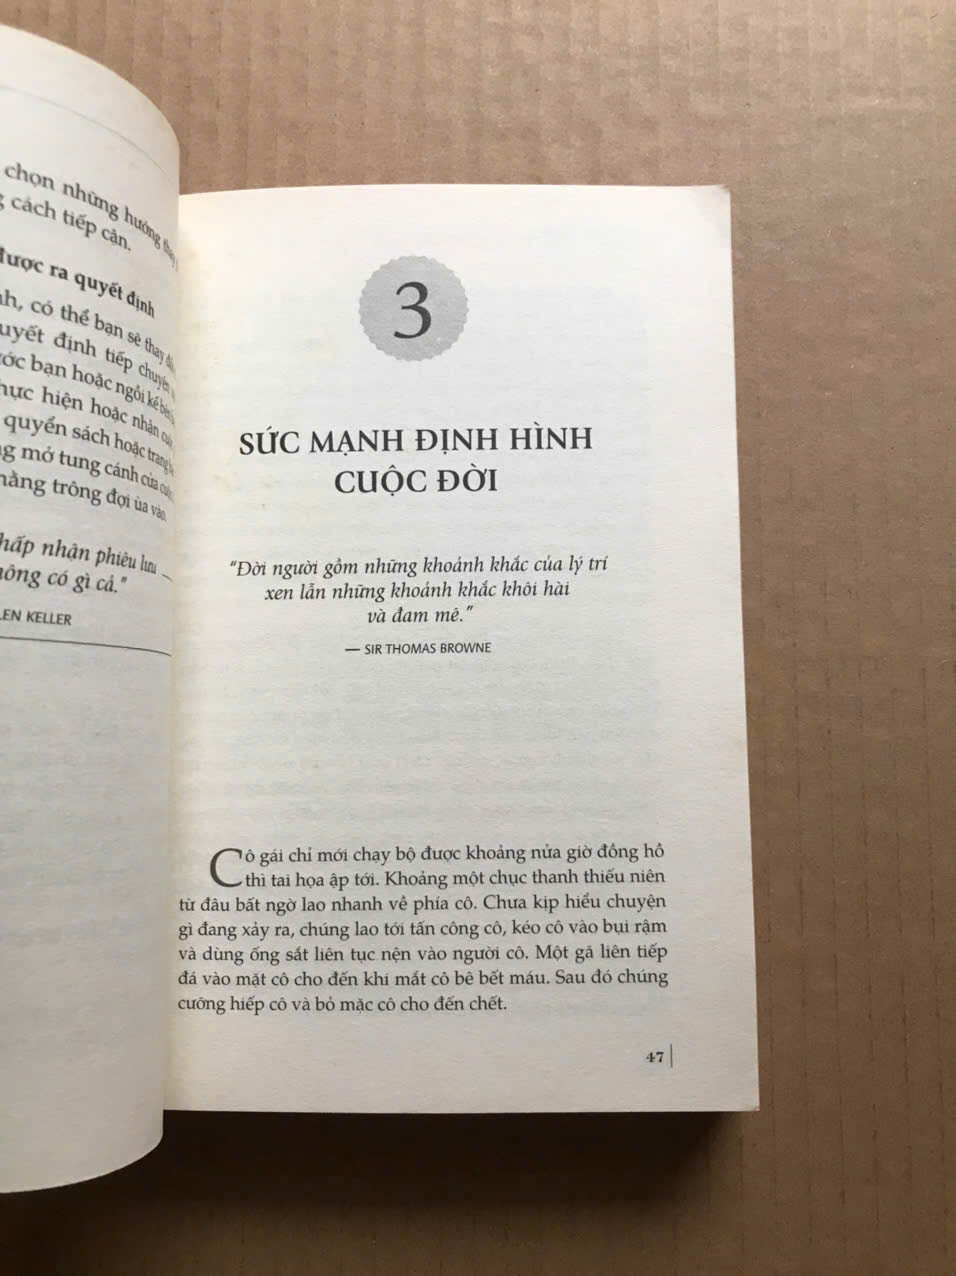 chọn những hướng thay
cách tiếp cận.
được ra quyết định
có thể bạn sẽ thay
định tiếp chuyện
bạn hoặc ngồi kế bên
thực hiện hoặc nhận
quyển sách hoặc trang
mở tung cánh của
hằng trông đợi ùa vào.
nhận phiêu lưu
có gì cả."
KELLER
3
SỨC MẠNH ĐỊNH HÌNH
CUỘC ĐỜI
"Đời người gồm những khoảnh khắc của lý trí
xen lẫn những khoảnh khắc khôi hài
và đam mê."
— SIR THOMAS BROWNE
Cô gái chỉ mới chạy bộ được khoảng nửa giờ đồng hồ
thì tai họa ập tới. Khoảng một chục thanh thiếu niên
từ đâu bất ngờ lao nhanh về phía cô. Chưa kịp hiểu chuyện
gì đang xảy ra, chúng lao tới tấn công cô, kéo cô vào bụi rậm
và dùng ống sắt liên tục nện vào người cô. Một gã liên tiếp
đá vào mặt cô cho đến khi mắt cô bê bết máu. Sau đó chúng
cưỡng hiếp cô và bỏ mặc cô cho đến chết.
47